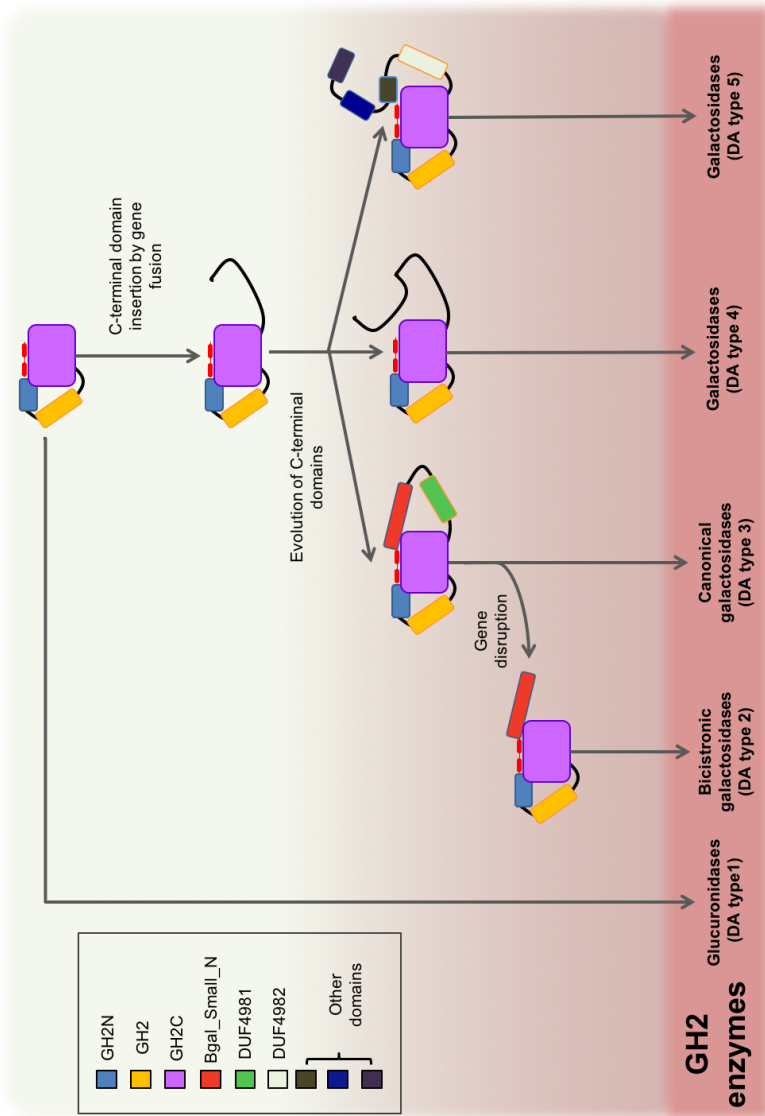 C-terminal domain
insertion by gene
fusion
Evolution of C-terminal
domains
Gene
disruption
GH2N
GH2
GH2C
Bgal_Small_N
DUF4981
DUF4982
Other
domains
GH2
enzymes
Glucuronidases
(DA type1)
Bicistronic
galactosidases
(DA type 2)
Canonical
galactosidases
(DA type 3)
Galactosidases
(DA type 4)
Galactosidases
(DA type 5)